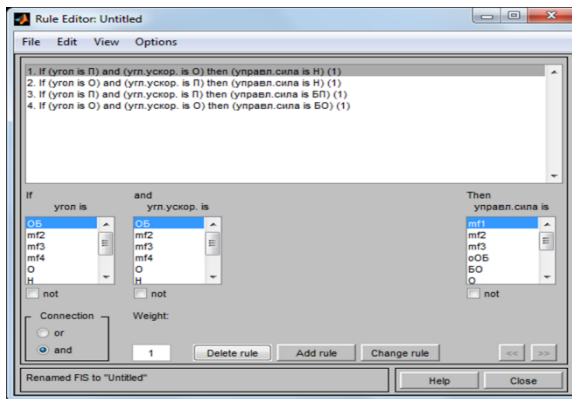 Rule Editor: Untitled
File Edit View Options
1. If (угол is П) and (угл.ускор. is О) then (управл.сила is Н) (1)
2. If (угол is О) and (угл.ускор. is П) then (управл.сила is Н) (1)
3. If (угол is П) and (угл.ускор. is П) then (управл.сила is БП) (1)
4. If (угол is О) and (угл.ускор. is О) then (управл.сила is БО) (1)
If and Then
угол is угл.ускор. is управл.сила is
ОБ ОБ mf1
mf2 mf2 mf2
mf3 mf3 mf3
mf4 mf4 оОБ
О О БО
Н Н О
not not not
Connection Weight:
or
and 1 Delete rule Add rule Change rule << >>
Renamed FIS to "Untitled" Help Close